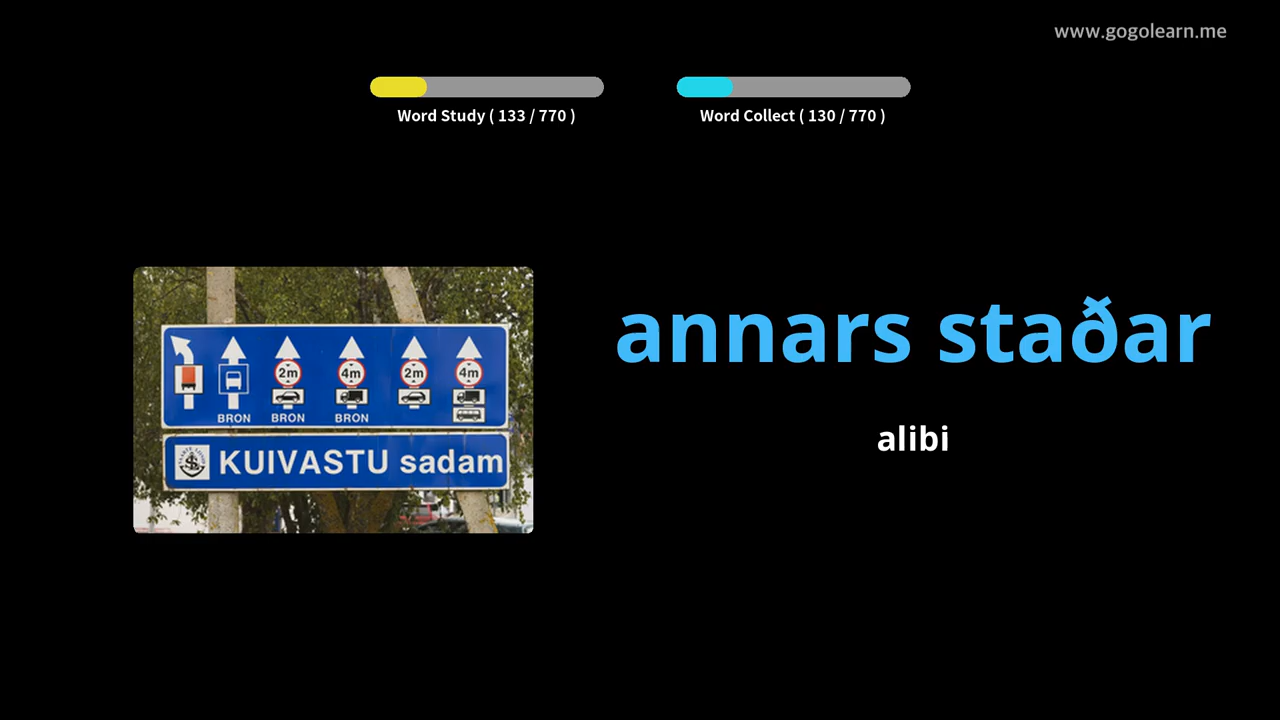 www.gogolearn.me
Word Study ( 133 / 770 )
Word Collect ( 130 / 770 )
2m
4m
2m
4m
BRON
BRON
BRON
KUIVASTU sadam
annars staðar
alibi